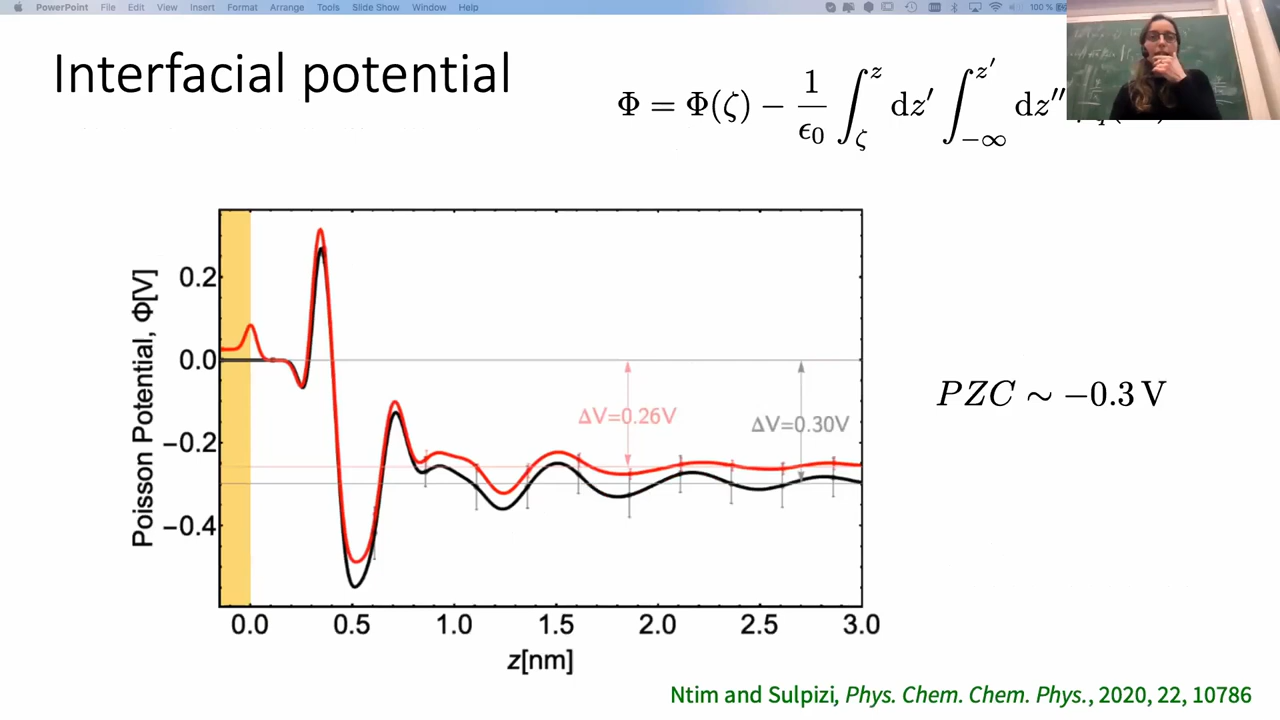 PowerPoint File Edit View Insert Format Arrange Tools Slide Show Window Help 100 %
Interfacial potential
Φ = Φ(ζ) − 1/ϵ0 ∫ζ^z dz′ ∫−∞^z′ dz″
Poisson Potential, Φ[V]
0.2
0.0
−0.2
−0.4
ΔV=0.26V
ΔV=0.30V
0.0 0.5 1.0 1.5 2.0 2.5 3.0
z[nm]
PZC ∼ −0.3 V
Ntim and Sulpizi, Phys. Chem. Chem. Phys., 2020, 22, 10786